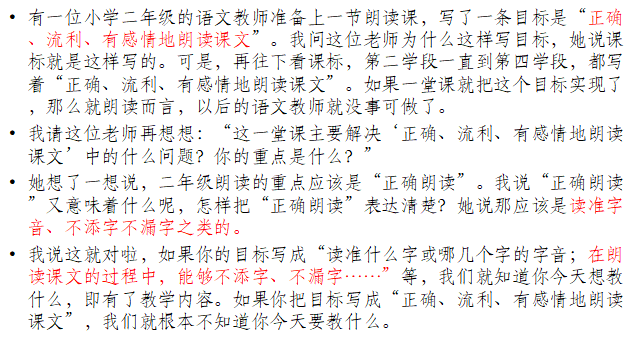 • 有一位小学二年级的语文教师准备上一节朗读课，写了一条目标是“正确
、流利、有感情地朗读课文”。我问这位老师为什么这样写目标，她说课
标就是这样写的。可是，再往下看课标，第二学段一直到第四学段，都写
着“正确、流利、有感情地朗读课文”。如果一堂课就把这个目标实现了
，那么就朗读而言，以后的语文教师就没事可做了。
• 我请这位老师再想想：“这一堂课主要解决‘正确、流利、有感情地朗读
课文’中的什么问题？你的重点是什么？”
• 她想了一想说，二年级朗读的重点应该是“正确朗读”。我说“正确朗读
”又意味着什么呢，怎样把“正确朗读”表达清楚？她说那应该是读准字
音、不添字不漏字之类的。
• 我说这就对啦，如果你的目标写成“读准什么字或哪几个字的字音；在朗
读课文的过程中，能够不添字、不漏字……”等，我们就知道你今天想教
什么，即有了教学内容。如果你把目标写成“正确、流利、有感情地朗读
课文”，我们就根本不知道你今天要教什么。